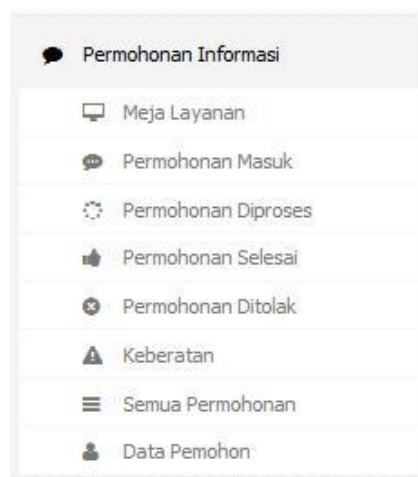 Permohonan Informasi
Meja Layanan
Permohonan Masuk
Permohonan Diproses
Permohonan Selesai
Permohonan Ditolak
Keberatan
Semua Permohonan
Data Pemohon